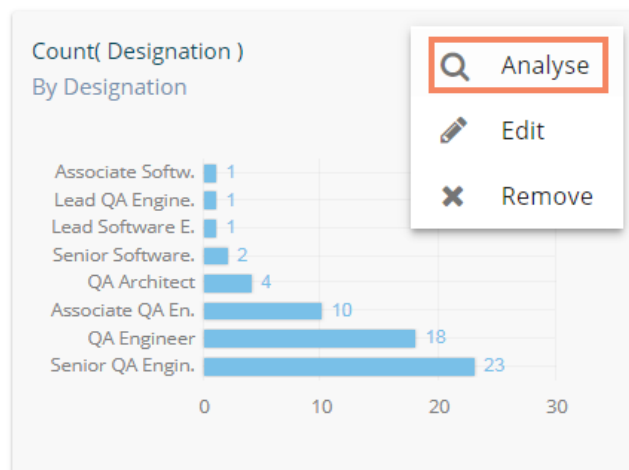 Count( Designation )
By Designation
Analyse
Edit
Remove
Associate Softw. 1
Lead QA Engine. 1
Lead Software E. 1
Senior Software. 2
QA Architect 4
Associate QA En. 10
QA Engineer 18
Senior QA Engin. 23
0 10 20 30